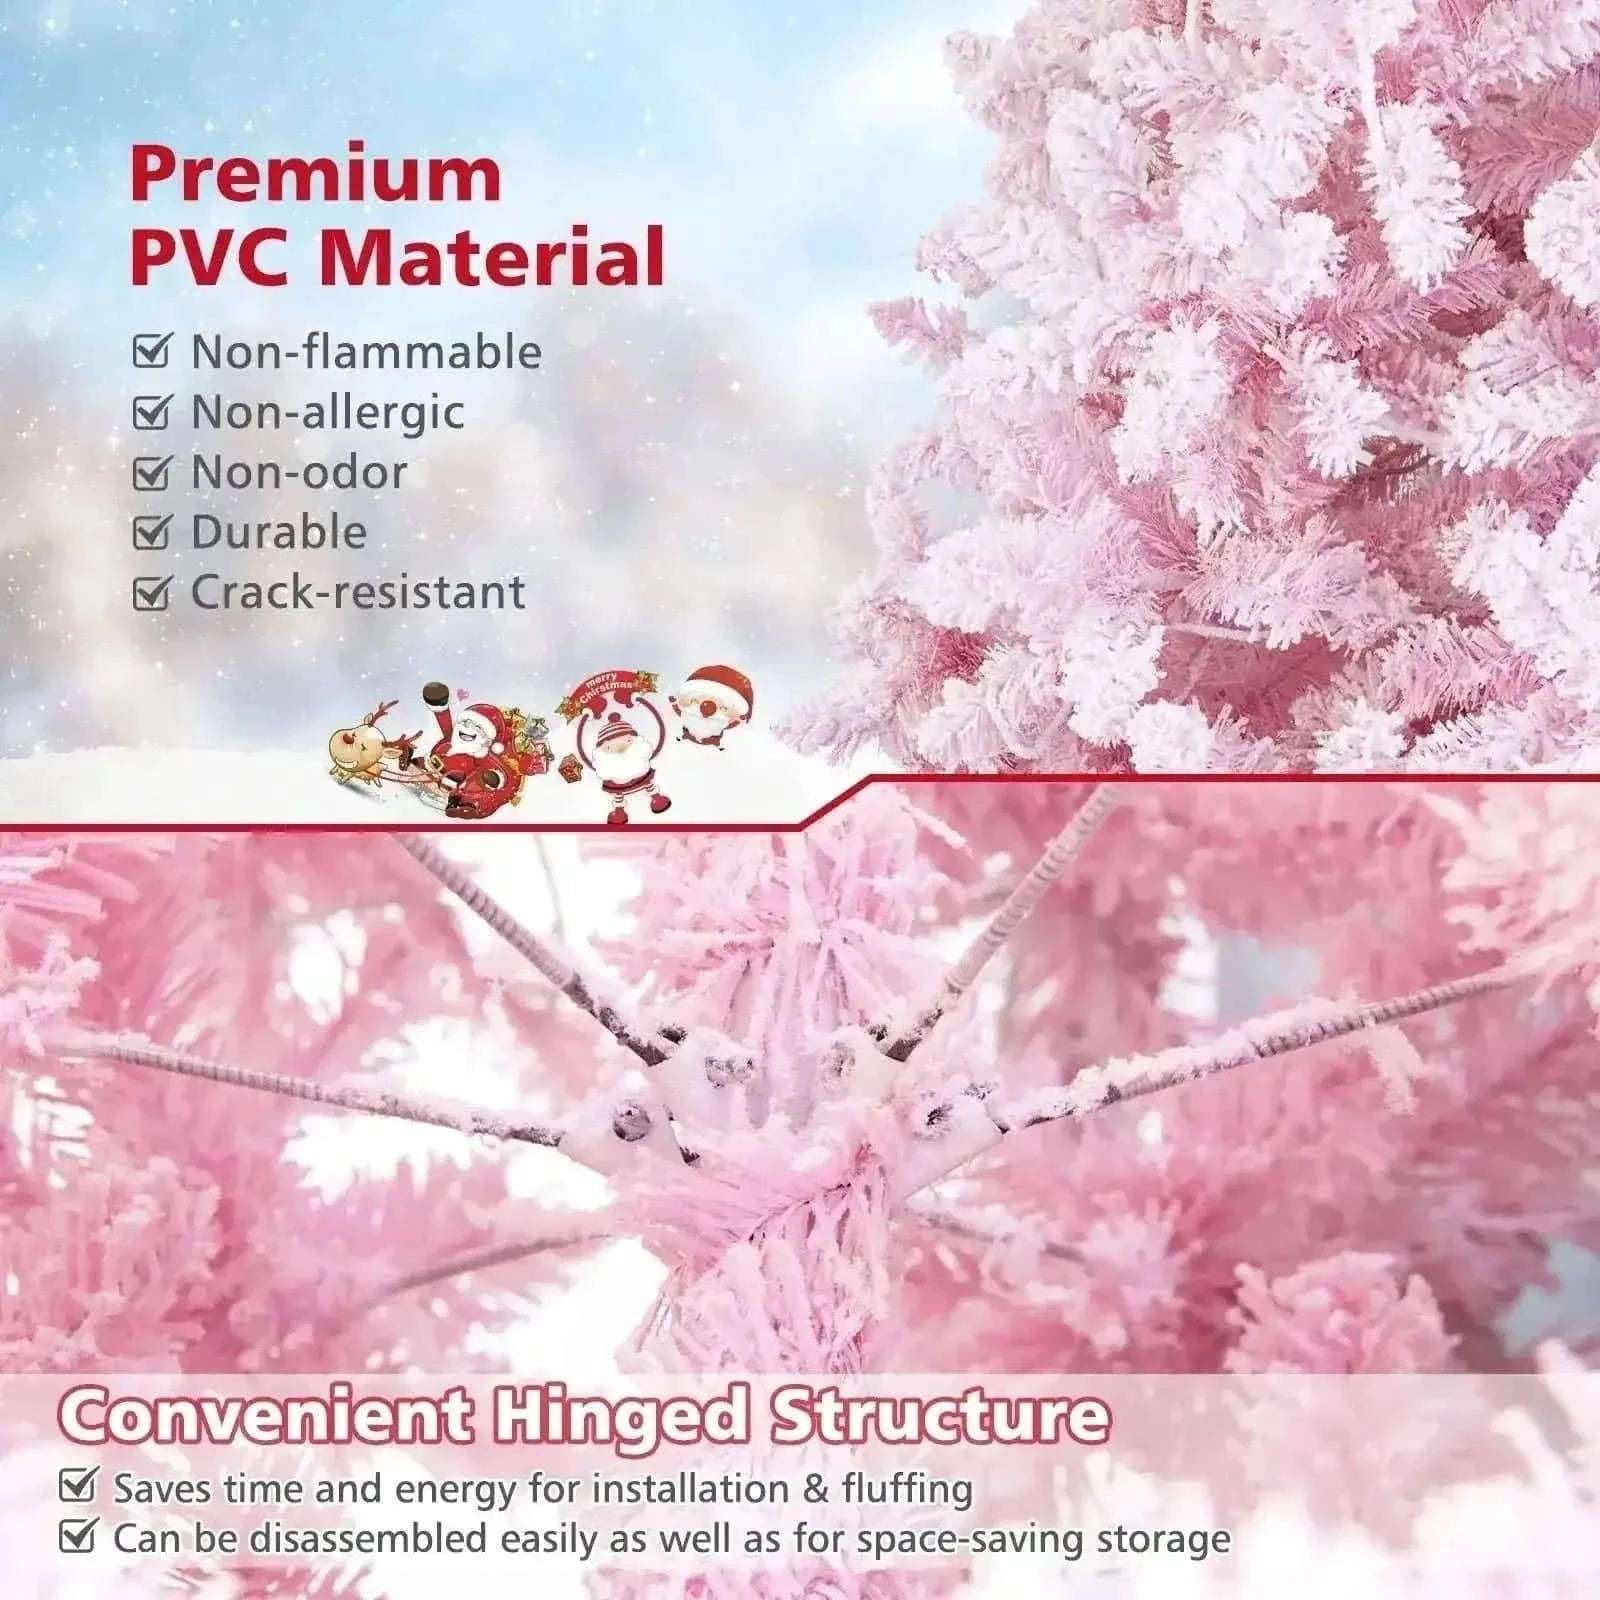 Premium
PVC Material
Non-flammable
Non-allergic
Non-odor
Durable
Crack-resistant
merry
Chirstmas
Convenient Hinged Structure
Saves time and energy for installation & fluffing
Can be disassembled easily as well as for space-saving storage